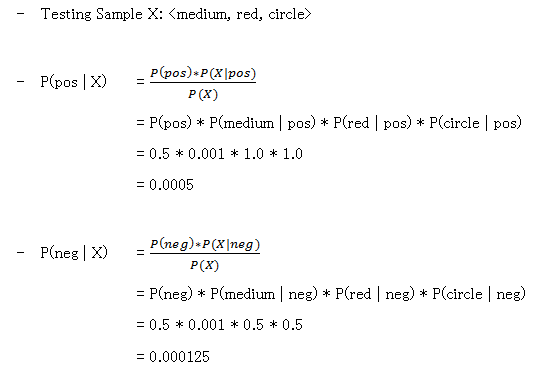 - Testing Sample X: <medium, red, circle>
- P(pos | X) = P(pos)*P(X|pos) / P(X)
= P(pos) * P(medium | pos) * P(red | pos) * P(circle | pos)
= 0.5 * 0.001 * 1.0 * 1.0
= 0.0005
- P(neg | X) = P(neg)*P(X|neg) / P(X)
= P(neg) * P(medium | neg) * P(red | neg) * P(circle | neg)
= 0.5 * 0.001 * 0.5 * 0.5
= 0.000125